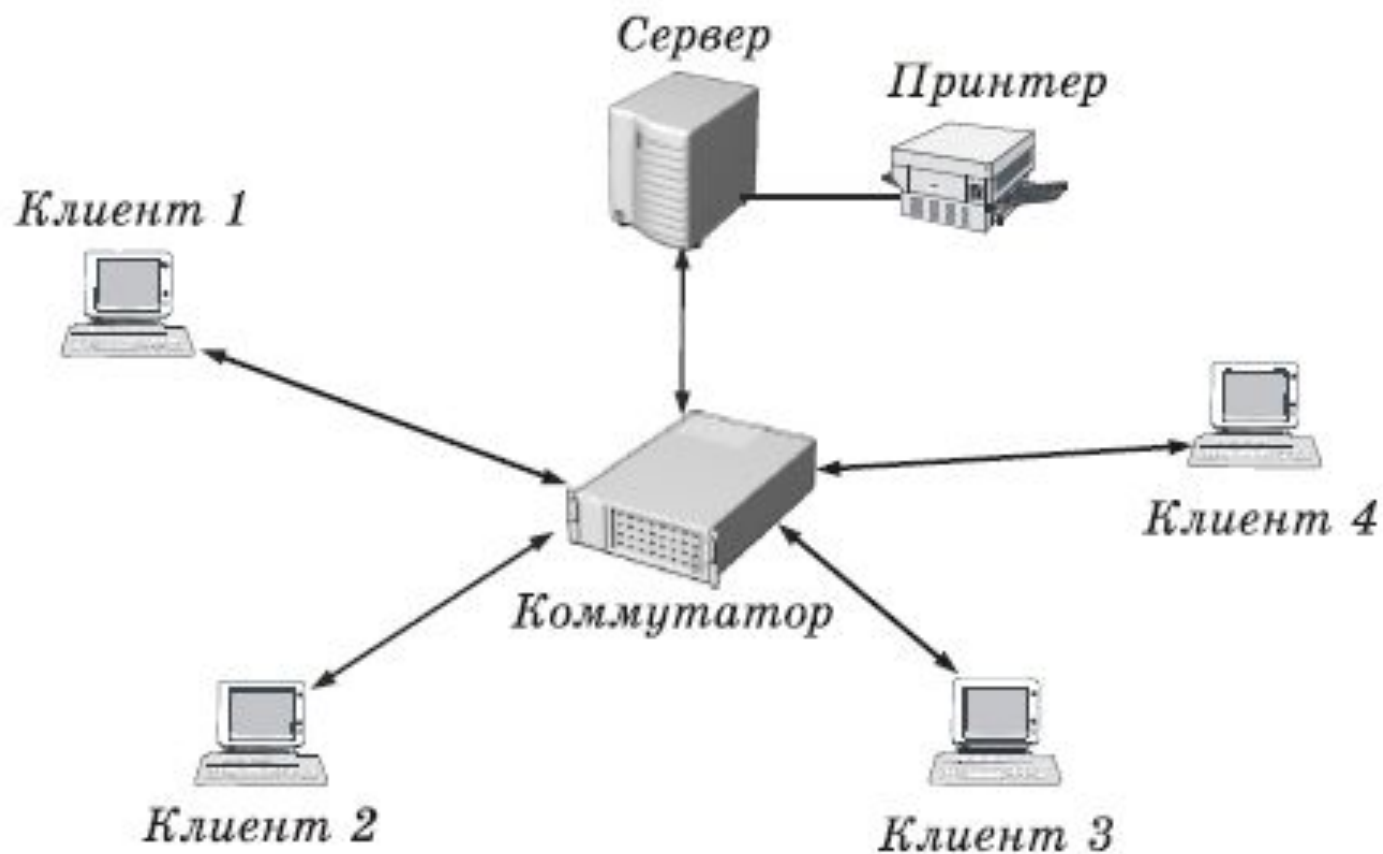 Сервер
Принтер
Клиент 1
Клиент 4
Коммутатор
Клиент 2
Клиент 3